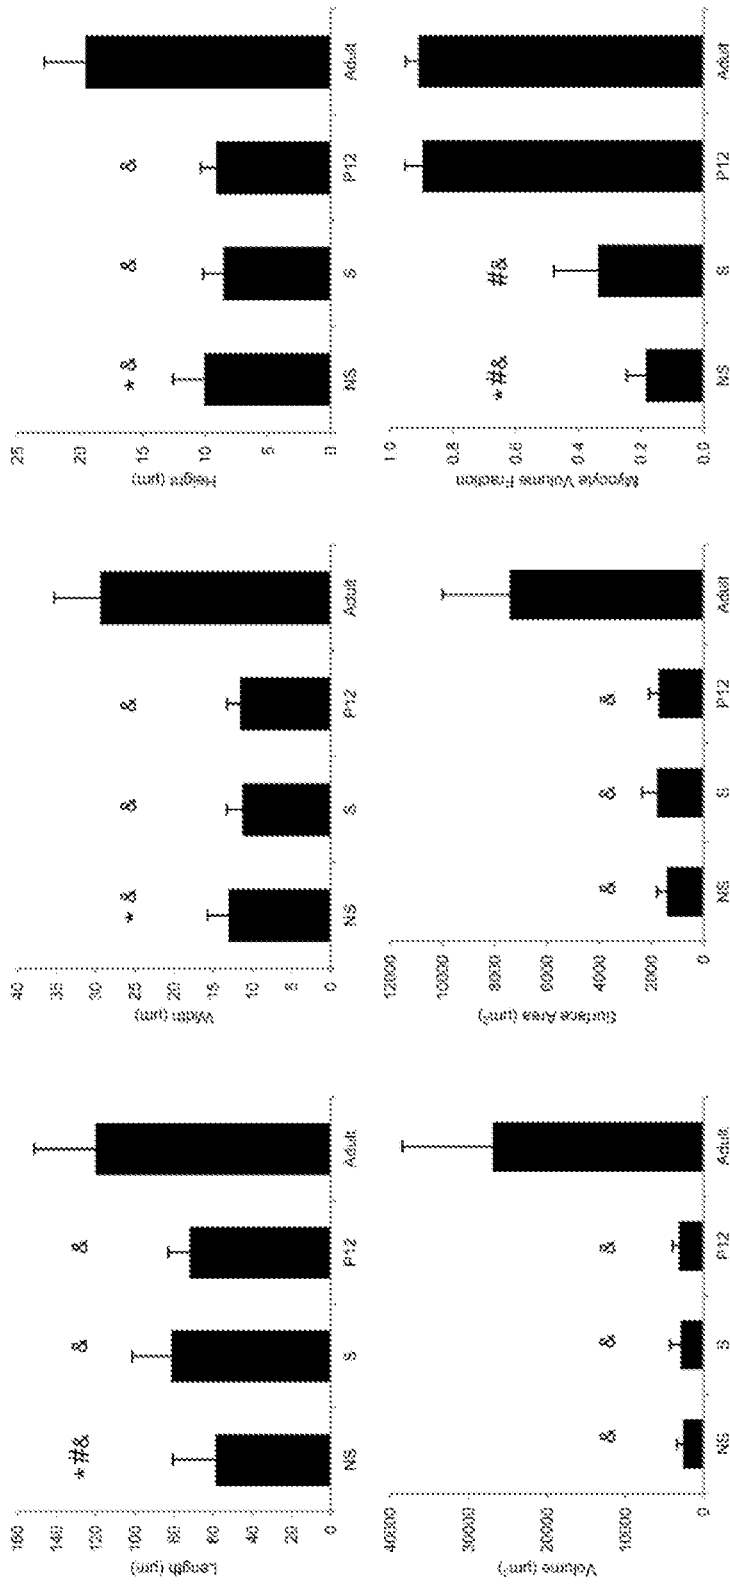 160
140
120
100
80
60
40
20
0
Length (μm)
*#&
&
&
NS
S
P12
Adult
40
35
30
25
20
15
10
5
0
Width (μm)
*&
&
&
NS
S
P12
Adult
25
20
15
10
5
0
Height (μm)
*&
&
&
NS
S
P12
Adult
40000
30000
20000
10000
0
Volume (μm³)
&
&
&
NS
S
P12
Adult
12000
10000
8000
6000
4000
2000
0
Surface Area (μm²)
&
&
&
NS
S
P12
Adult
1.0
0.8
0.6
0.4
0.2
0.0
Myocyte Volume Fraction
*#&
#&
NS
S
P12
Adult